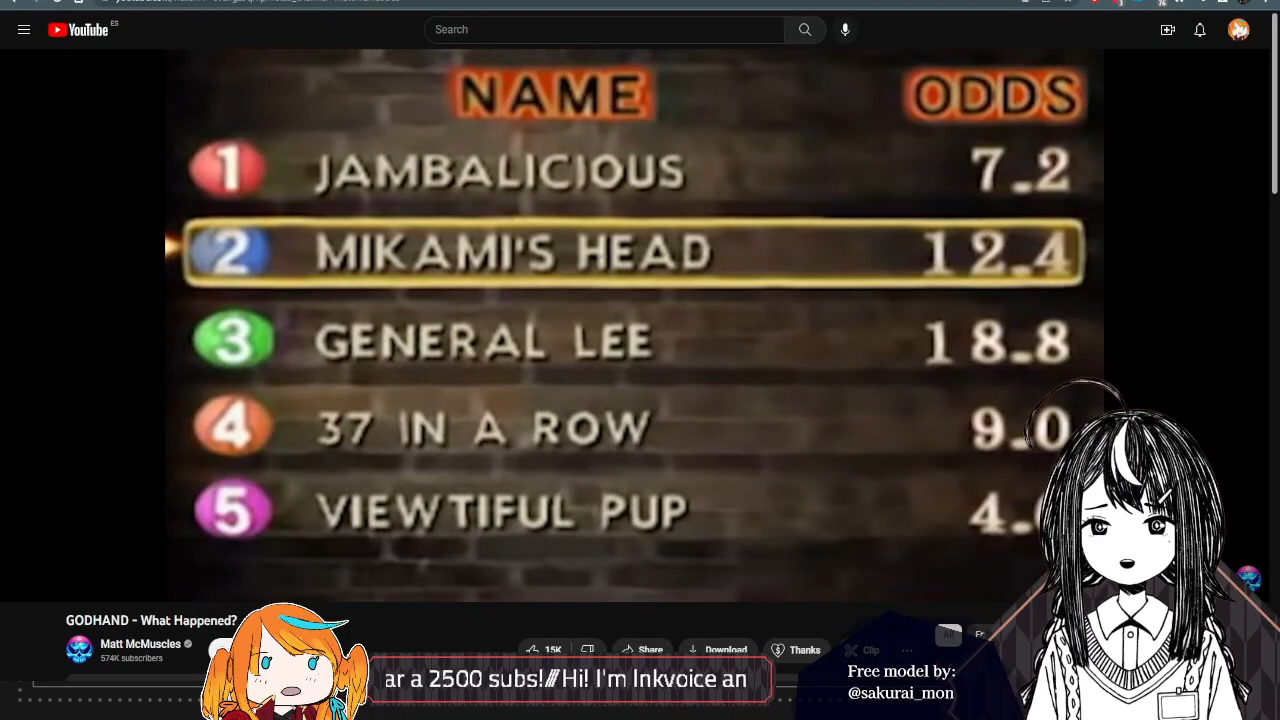 YouTube ES
Search
NAME ODDS
1 JAMBALICIOUS 7.2
2 MIKAMI'S HEAD 12.4
3 GENERAL LEE 18.8
4 37 IN A ROW 9.0
5 VIEWTIFUL PUP 4.
GODHAND - What Happened?
Matt McMuscles
574K subscribers
15K Share Download Thanks Clip
All
ar a 2500 subs!///Hi! I'm Inkvoice an
Free model by:
@sakurai_mon